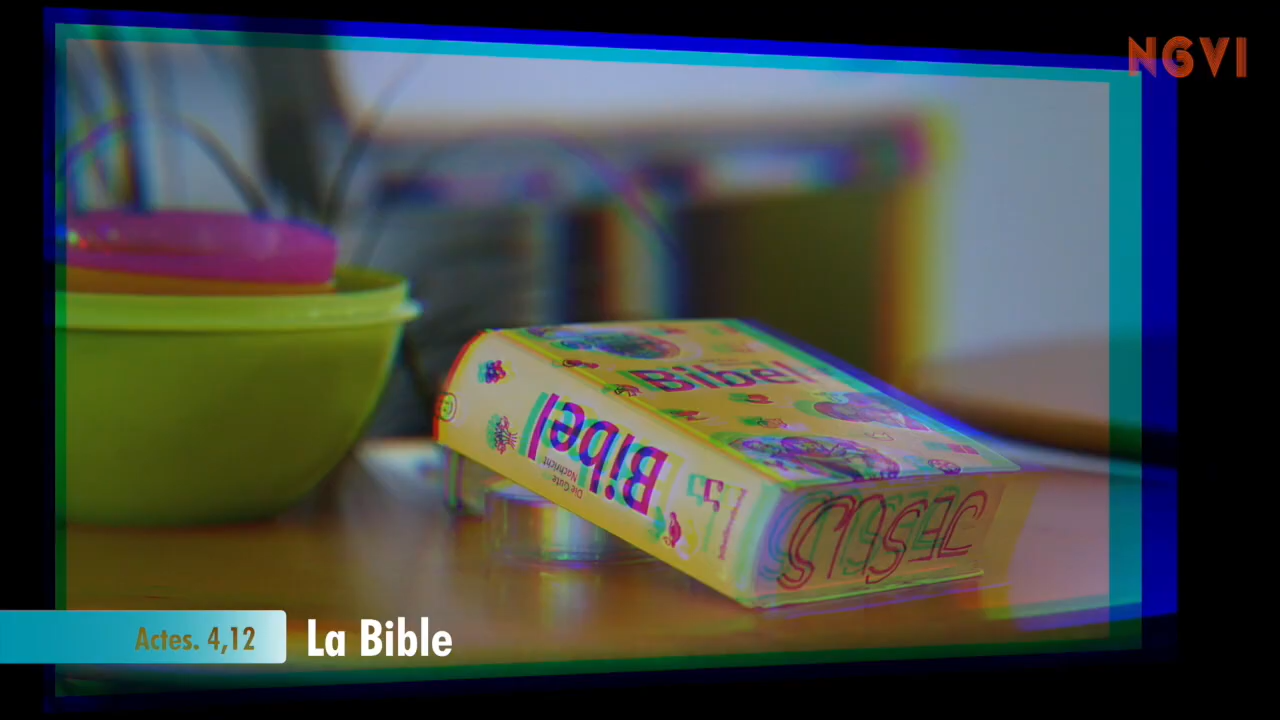 NGVI
Bibel
Bibel
Die Gute
Nachricht
JESUS
Actes. 4,12
La Bible